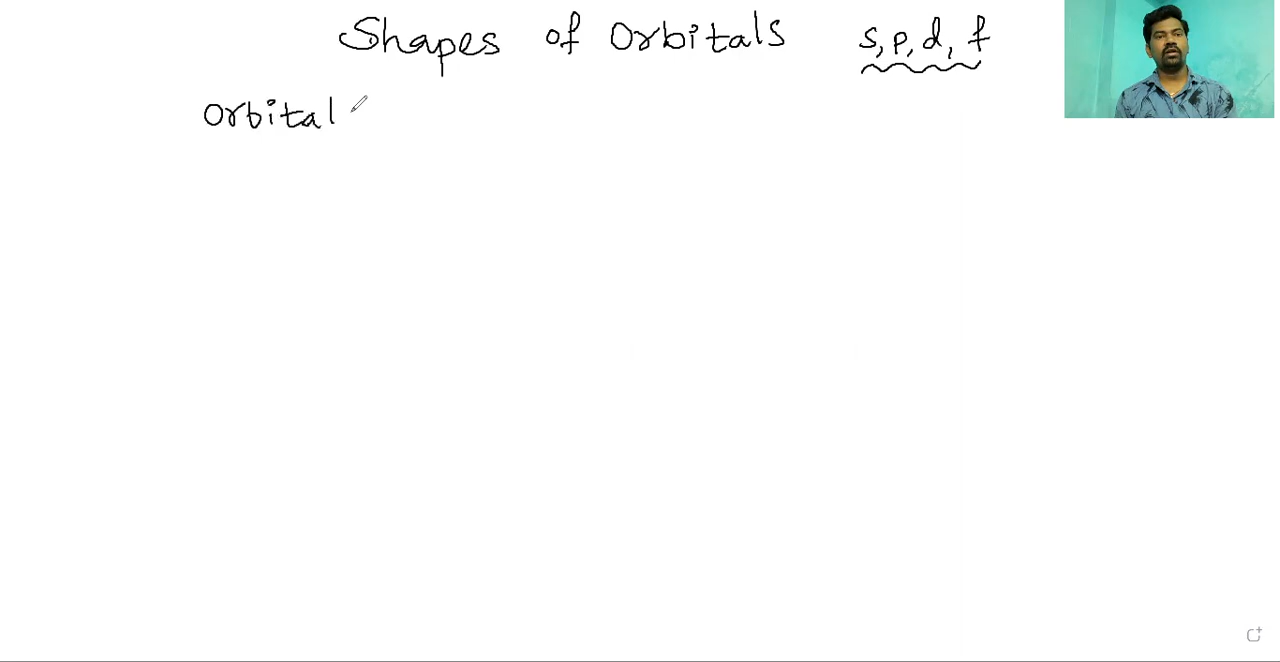 Shapes of Orbitals s, p, d, f
Orbital